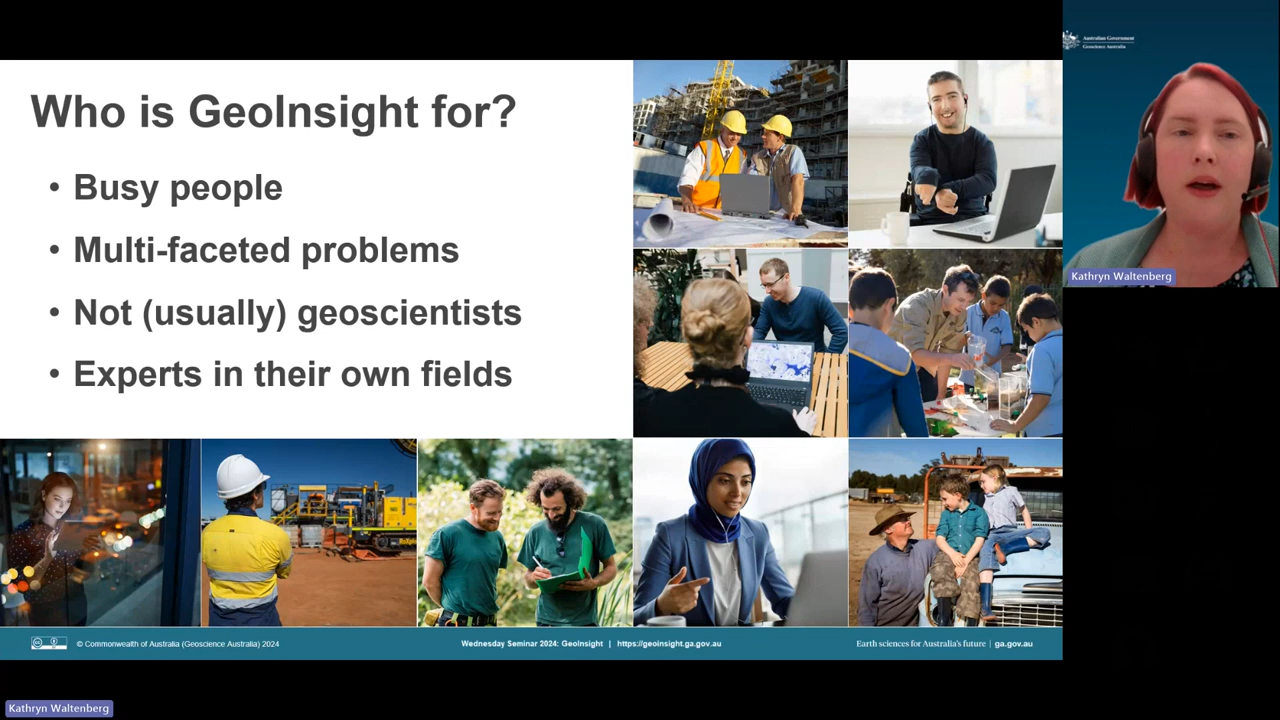 Who is GeoInsight for?
• Busy people
• Multi-faceted problems
• Not (usually) geoscientists
• Experts in their own fields
Australian Government
Geoscience Australia
Kathryn Waltenberg
© Commonwealth of Australia (Geoscience Australia) 2024
Wednesday Seminar 2024: GeoInsight | https://geoinsight.ga.gov.au
Earth sciences for Australia's future | ga.gov.au
Kathryn Waltenberg